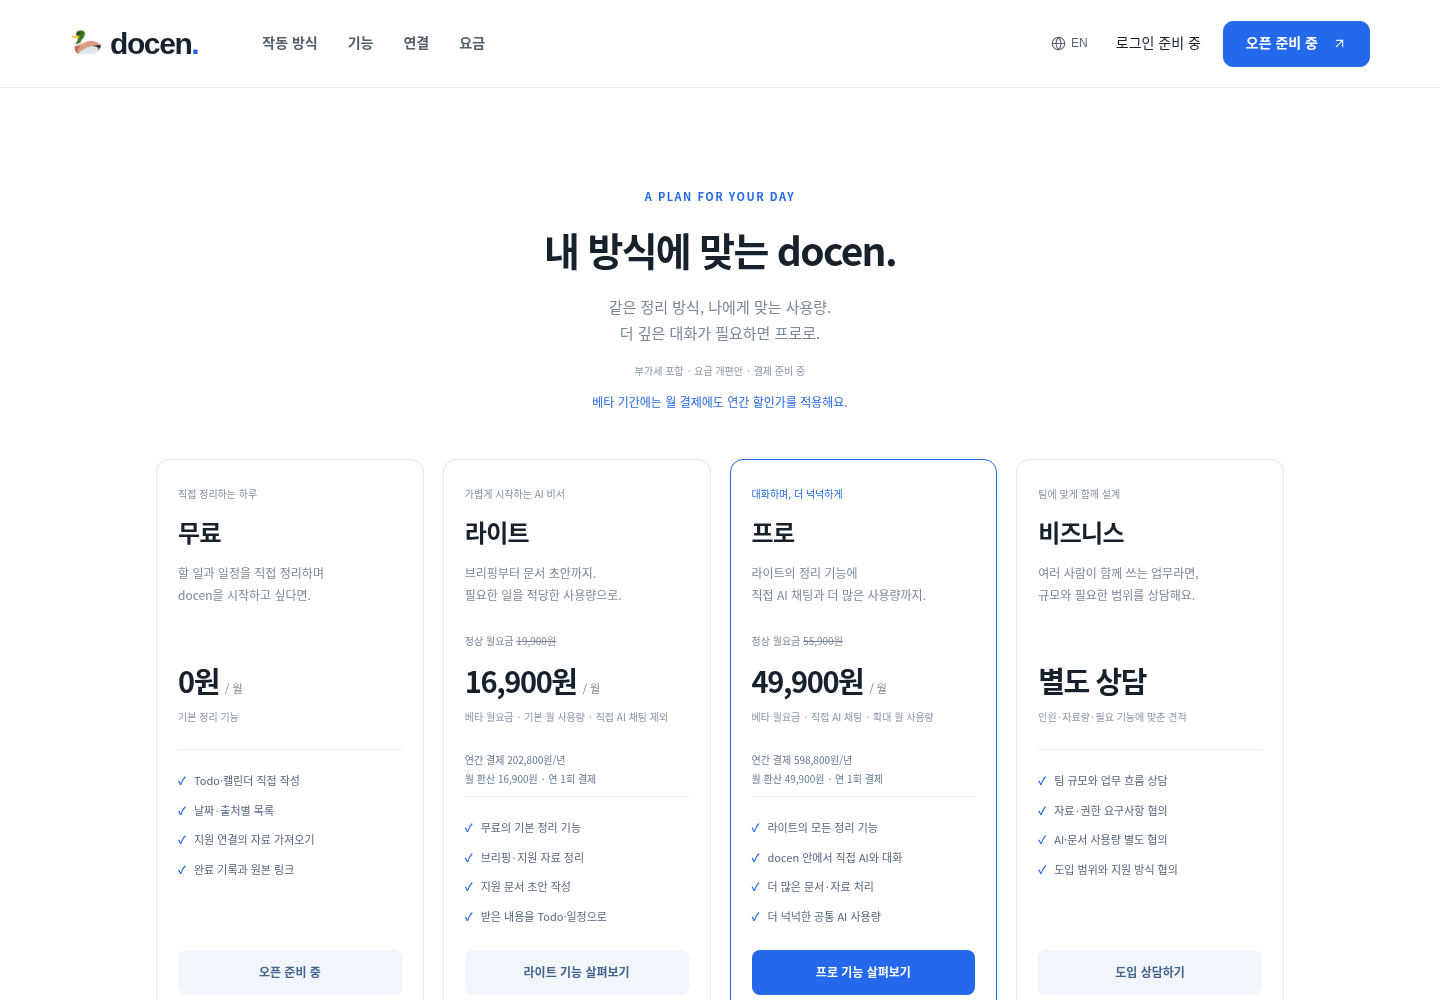 docen.
작동 방식
기능
연결
요금
EN
로그인 준비 중
오픈 준비 중
A PLAN FOR YOUR DAY
내 방식에 맞는 docen.
같은 정리 방식, 나에게 맞는 사용량.
더 깊은 대화가 필요하면 프로로.
부가세 포함 · 요금 개편안 · 결제 준비 중
베타 기간에는 월 결제에도 연간 할인가를 적용해요.
직접 정리하는 하루
무료
할 일과 일정을 직접 정리하며
docen을 시작하고 싶다면.
0원 / 월
기본 정리 기능
✓ Todo·캘린더 직접 작성
✓ 날짜·출처별 목록
✓ 지원 연결의 자료 가져오기
✓ 완료 기록과 원본 링크
오픈 준비 중
가볍게 시작하는 AI 비서
라이트
브리핑부터 문서 초안까지.
필요한 일을 적당한 사용량으로.
정상 월요금 19,900원
16,900원 / 월
베타 월요금 · 기본 월 사용량 · 직접 AI 채팅 제외
연간 결제 202,800원/년
월 환산 16,900원 · 연 1회 결제
✓ 무료의 기본 정리 기능
✓ 브리핑·지원 자료 정리
✓ 지원 문서 초안 작성
✓ 받은 내용을 Todo·일정으로
라이트 기능 살펴보기
대화하며, 더 넉넉하게
프로
라이트의 정리 기능에
직접 AI 채팅과 더 많은 사용량까지.
정상 월요금 55,900원
49,900원 / 월
베타 월요금 · 직접 AI 채팅 · 확대 월 사용량
연간 결제 598,800원/년
월 환산 49,900원 · 연 1회 결제
✓ 라이트의 모든 정리 기능
✓ docen 안에서 직접 AI와 대화
✓ 더 많은 문서·자료 처리
✓ 더 넉넉한 공통 AI 사용량
프로 기능 살펴보기
팀에 맞게 함께 설계
비즈니스
여러 사람이 함께 쓰는 업무라면,
규모와 필요한 범위를 상담해요.
별도 상담
인원·자료량·필요 기능에 맞춘 견적
✓ 팀 규모와 업무 흐름 상담
✓ 자료·권한 요구사항 협의
✓ AI·문서 사용량 별도 협의
✓ 도입 범위와 지원 방식 협의
도입 상담하기